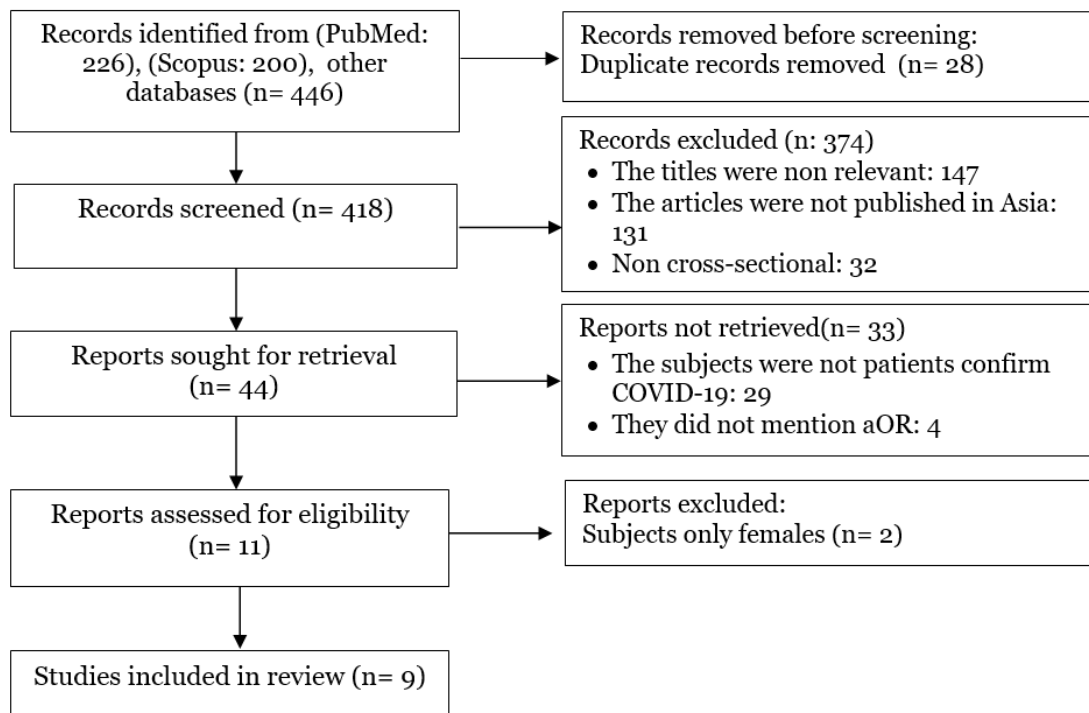 Records identified from (PubMed:
226), (Scopus: 200),  other
databases (n= 446)
Records removed before screening:
Duplicate records removed  (n= 28)
Records screened (n= 418)
Records excluded (n: 374)
• The titles were non relevant: 147
• The articles were not published in Asia:
131
• Non cross-sectional: 32
Reports sought for retrieval
(n= 44)
Reports not retrieved(n= 33)
• The subjects were not patients confirm
COVID-19: 29
• They did not mention aOR: 4
Reports assessed for eligibility
(n= 11)
Reports excluded:
Subjects only females (n= 2)
Studies included in review (n= 9)